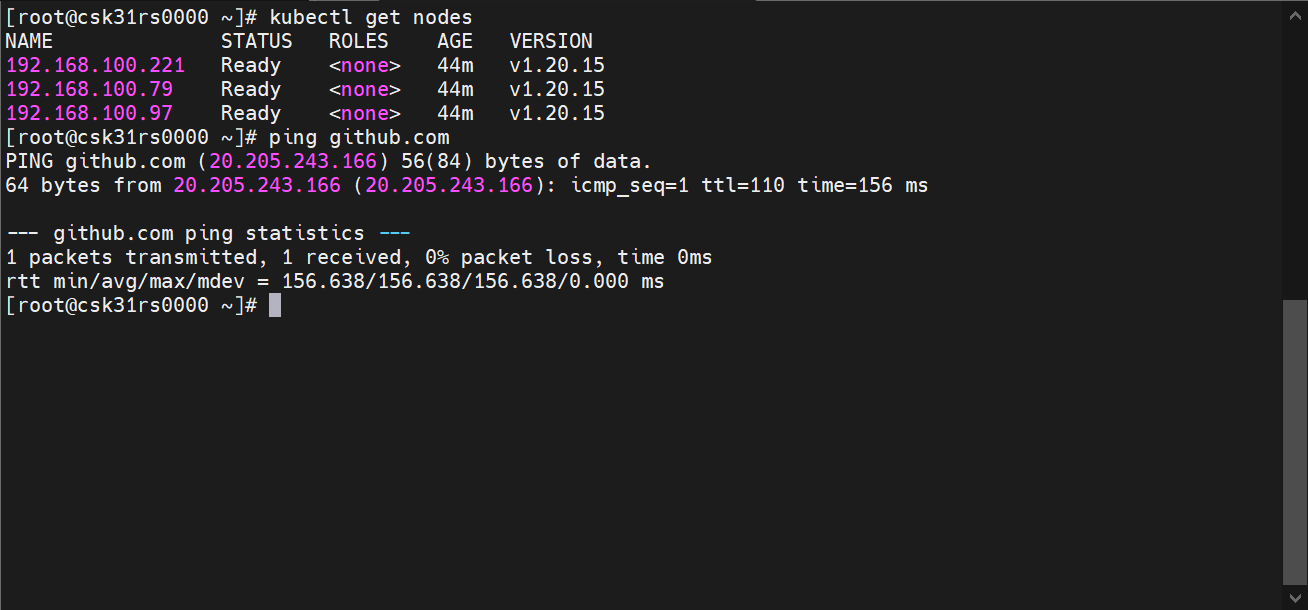 [root@csk31rs0000 ~]# kubectl get nodes
NAME              STATUS   ROLES    AGE   VERSION
192.168.100.221   Ready    <none>   44m   v1.20.15
192.168.100.79    Ready    <none>   44m   v1.20.15
192.168.100.97    Ready    <none>   44m   v1.20.15
[root@csk31rs0000 ~]# ping github.com
PING github.com (20.205.243.166) 56(84) bytes of data.
64 bytes from 20.205.243.166 (20.205.243.166): icmp_seq=1 ttl=110 time=156 ms
--- github.com ping statistics ---
1 packets transmitted, 1 received, 0% packet loss, time 0ms
rtt min/avg/max/mdev = 156.638/156.638/156.638/0.000 ms
[root@csk31rs0000 ~]#